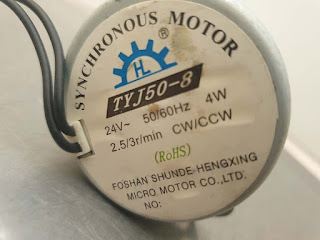 SYNCHRONOUS MOTOR
HL ®
TYJ50-8
24V~ 50/60Hz 4W
2.5/3r/min CW/CCW
(RoHS)
FOSHAN SHUNDE HENGXING
MICRO MOTOR CO.,LTD.
NO: